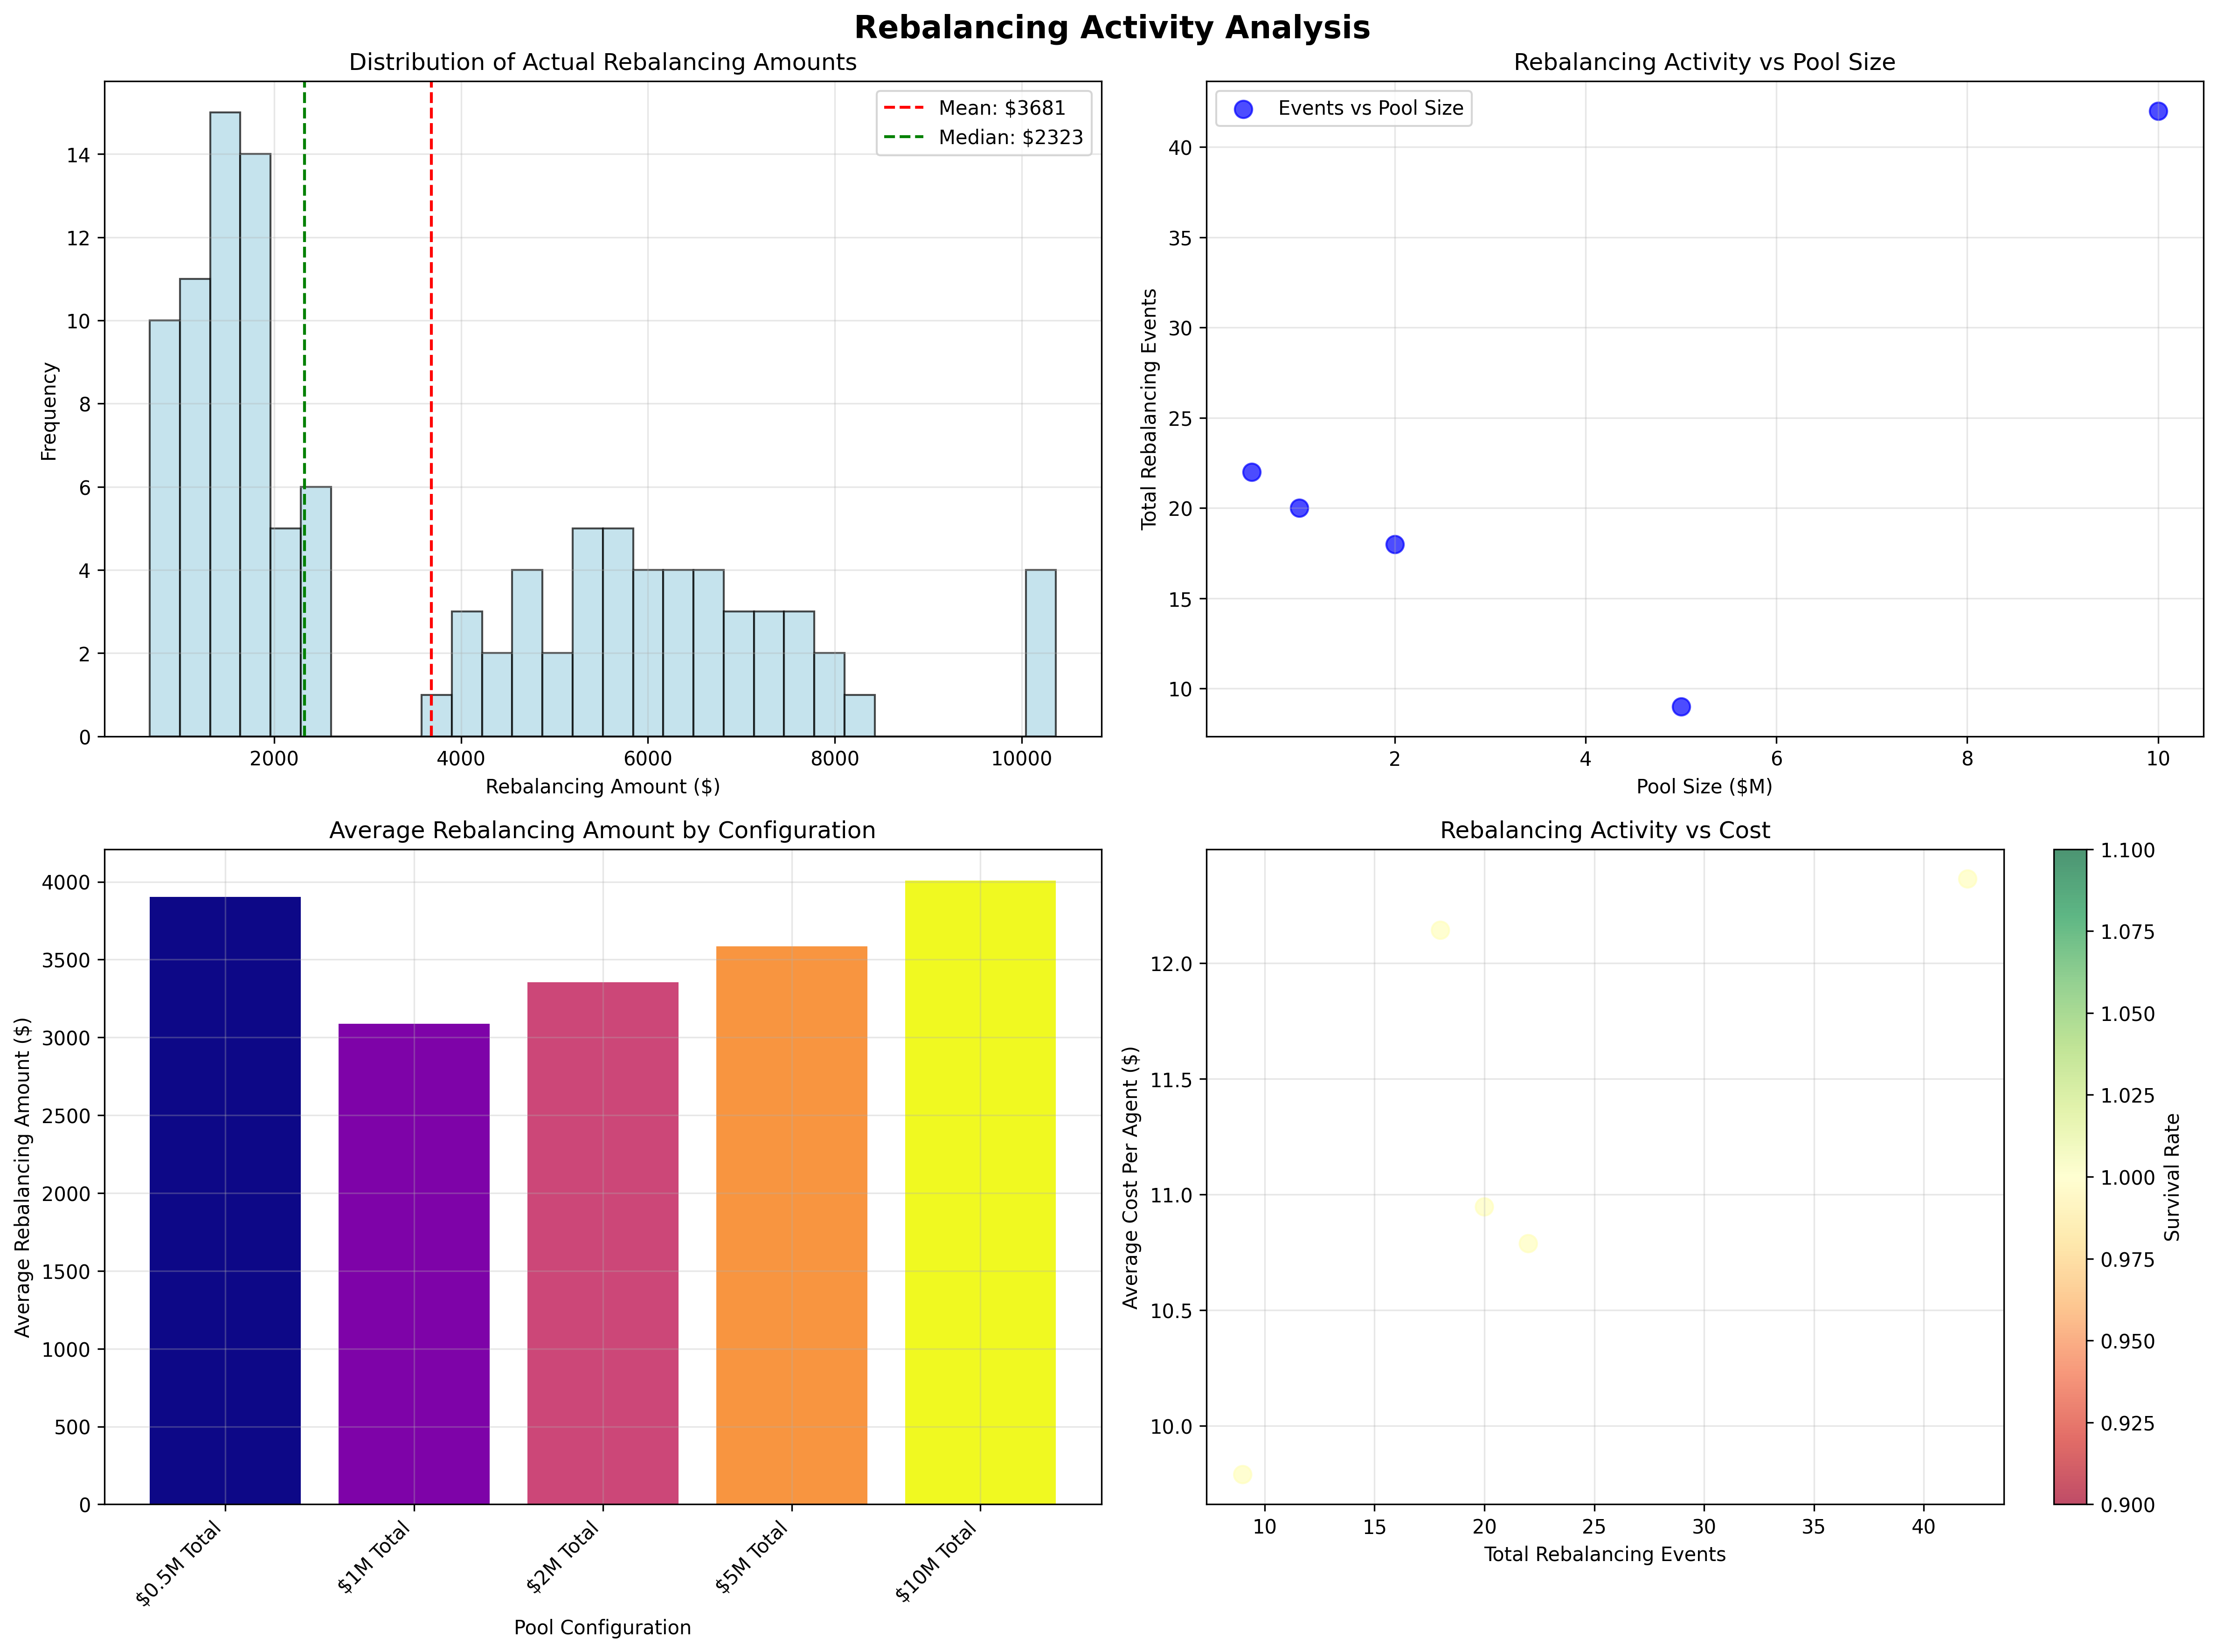 Rebalancing Activity Analysis
Distribution of Actual Rebalancing Amounts
Mean: $3681
Median: $2323
14
12
10
8
6
4
2
0
Frequency
2000
4000
6000
8000
10000
Rebalancing Amount ($)
Rebalancing Activity vs Pool Size
Events vs Pool Size
40
35
30
25
20
15
10
Total Rebalancing Events
2
4
6
8
10
Pool Size ($M)
Average Rebalancing Amount by Configuration
4000
3500
3000
2500
2000
1500
1000
500
0
Average Rebalancing Amount ($)
$0.5M Total
$1M Total
$2M Total
$5M Total
$10M Total
Pool Configuration
Rebalancing Activity vs Cost
12.0
11.5
11.0
10.5
10.0
Average Cost Per Agent ($)
10
15
20
25
30
35
40
Total Rebalancing Events
1.100
1.075
1.050
1.025
1.000
0.975
0.950
0.925
0.900
Survival Rate